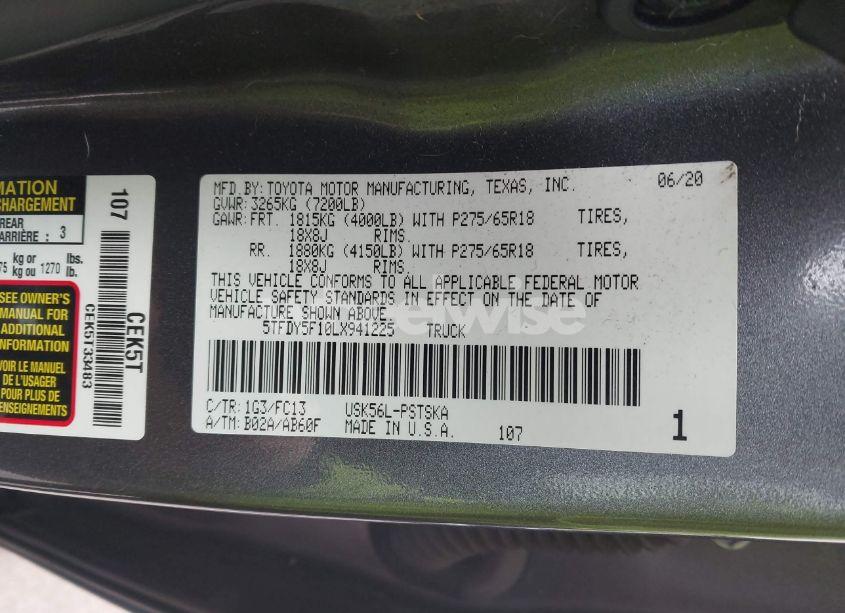 MATION
CHARGEMENT
REAR
ARRIÈRE : 3
75 kg or 1270 lbs.
kg ou lb.
SEE OWNER'S
MANUAL FOR
ADDITIONAL
INFORMATION
VOIR LE MANUEL
DE L'USAGER
POUR PLUS DE
RENSEIGNEMENTS
107
CEK5T
CEK5T33483
MFD.BY: TOYOTA MOTOR MANUFACTURING, TEXAS, INC. 06/20
GVWR: 3265KG (7200LB)
GAWR: FRT. 1815KG (4000LB) WITH P275/65R18 TIRES,
18X8J RIMS.
RR. 1880KG (4150LB) WITH P275/65R18 TIRES,
18X8J RIMS.
THIS VEHICLE CONFORMS TO ALL APPLICABLE FEDERAL MOTOR
VEHICLE SAFETY STANDARDS IN EFFECT ON THE DATE OF
MANUFACTURE SHOWN ABOVE.
5TFDY5F10LX941225 TRUCK
C/TR: 1G3/FC13 USK56L-PSTSKA
A/TM: B02A/AB60F MADE IN U.S.A. 107
1